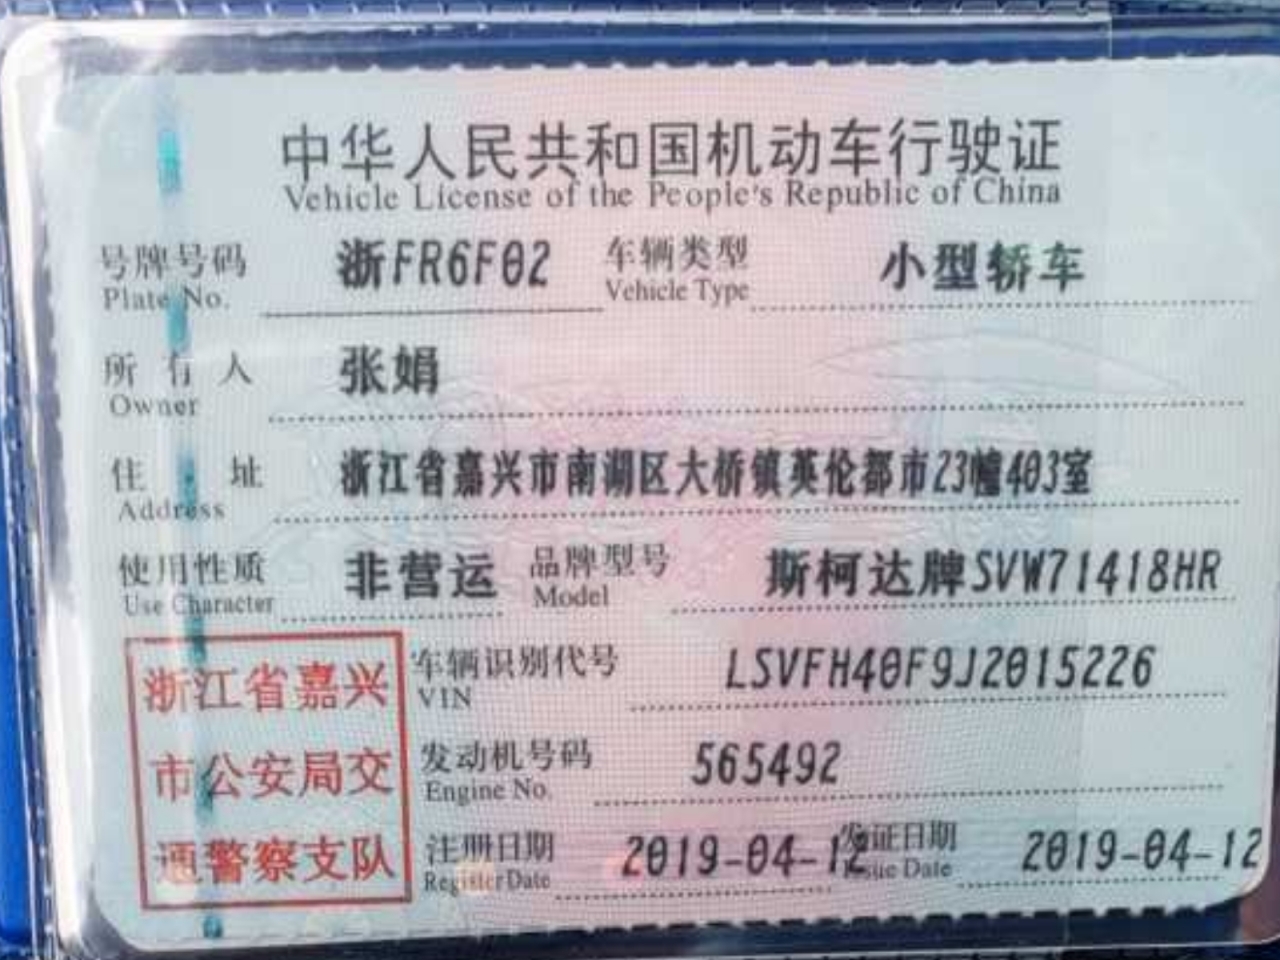 中华人民共和国机动车行驶证
Vehicle License of the People's Republic of China
号牌号码 浙FR6F02 车辆类型 小型轿车
Plate No. Vehicle Type
所有人 张娟
Owner
住址 浙江省嘉兴市南湖区大桥镇英伦都市23幢403室
Address
使用性质 非营运 品牌型号 斯柯达牌SVW71418HR
Use Character Model
浙江省嘉兴 车辆识别代号 LSVFH40F9J2015226
VIN
市公安局交 发动机号码 565492
Engine No.
通警察支队 注册日期 2019-04-12 发证日期 2019-04-12
Register Date Issue Date